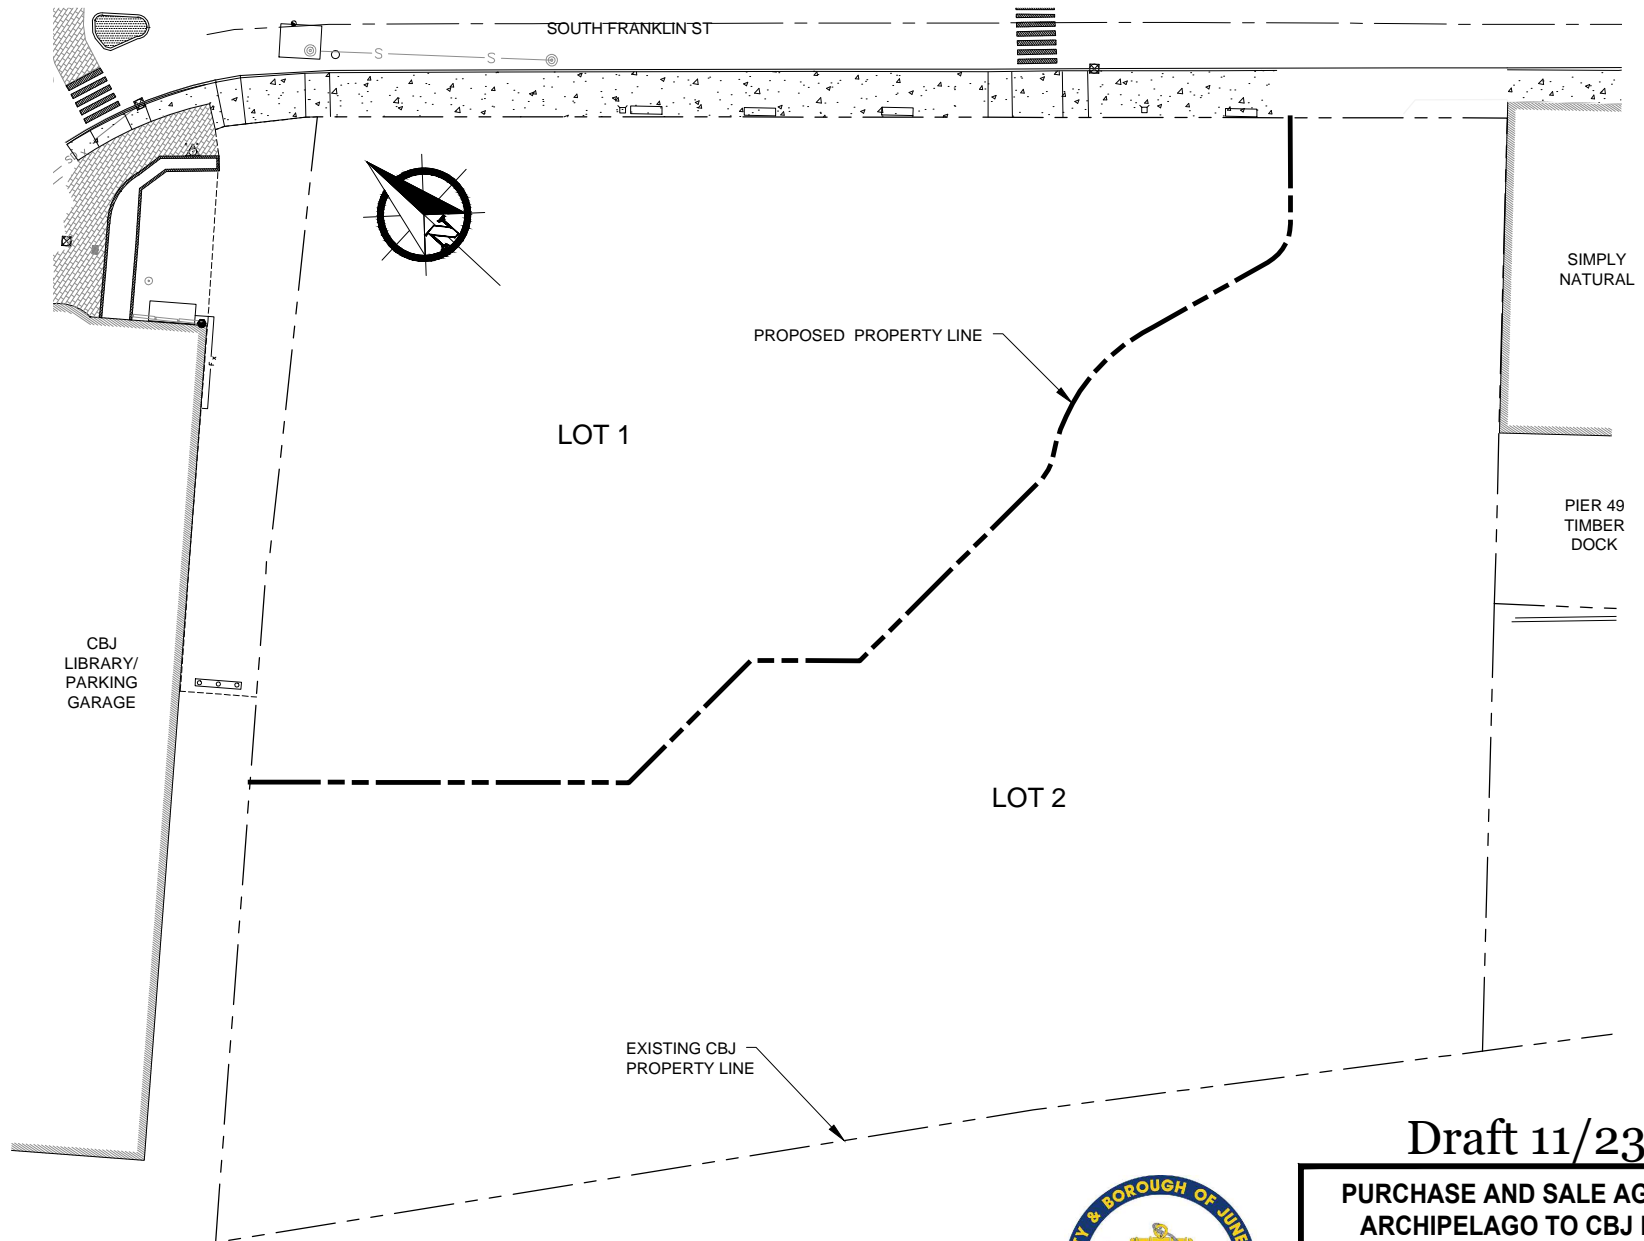 SOUTH FRANKLIN ST
S
S
SIMPLY
NATURAL
PROPOSED PROPERTY LINE
LOT 1
PIER 49
TIMBER
DOCK
CBJ
LIBRARY/
PARKING
GARAGE
LOT 2
EXISTING CBJ
PROPERTY LINE
Draft 11/23
PURCHASE AND SALE AG
ARCHIPELAGO TO CBJ
Y & BOROUGH OF JUNE